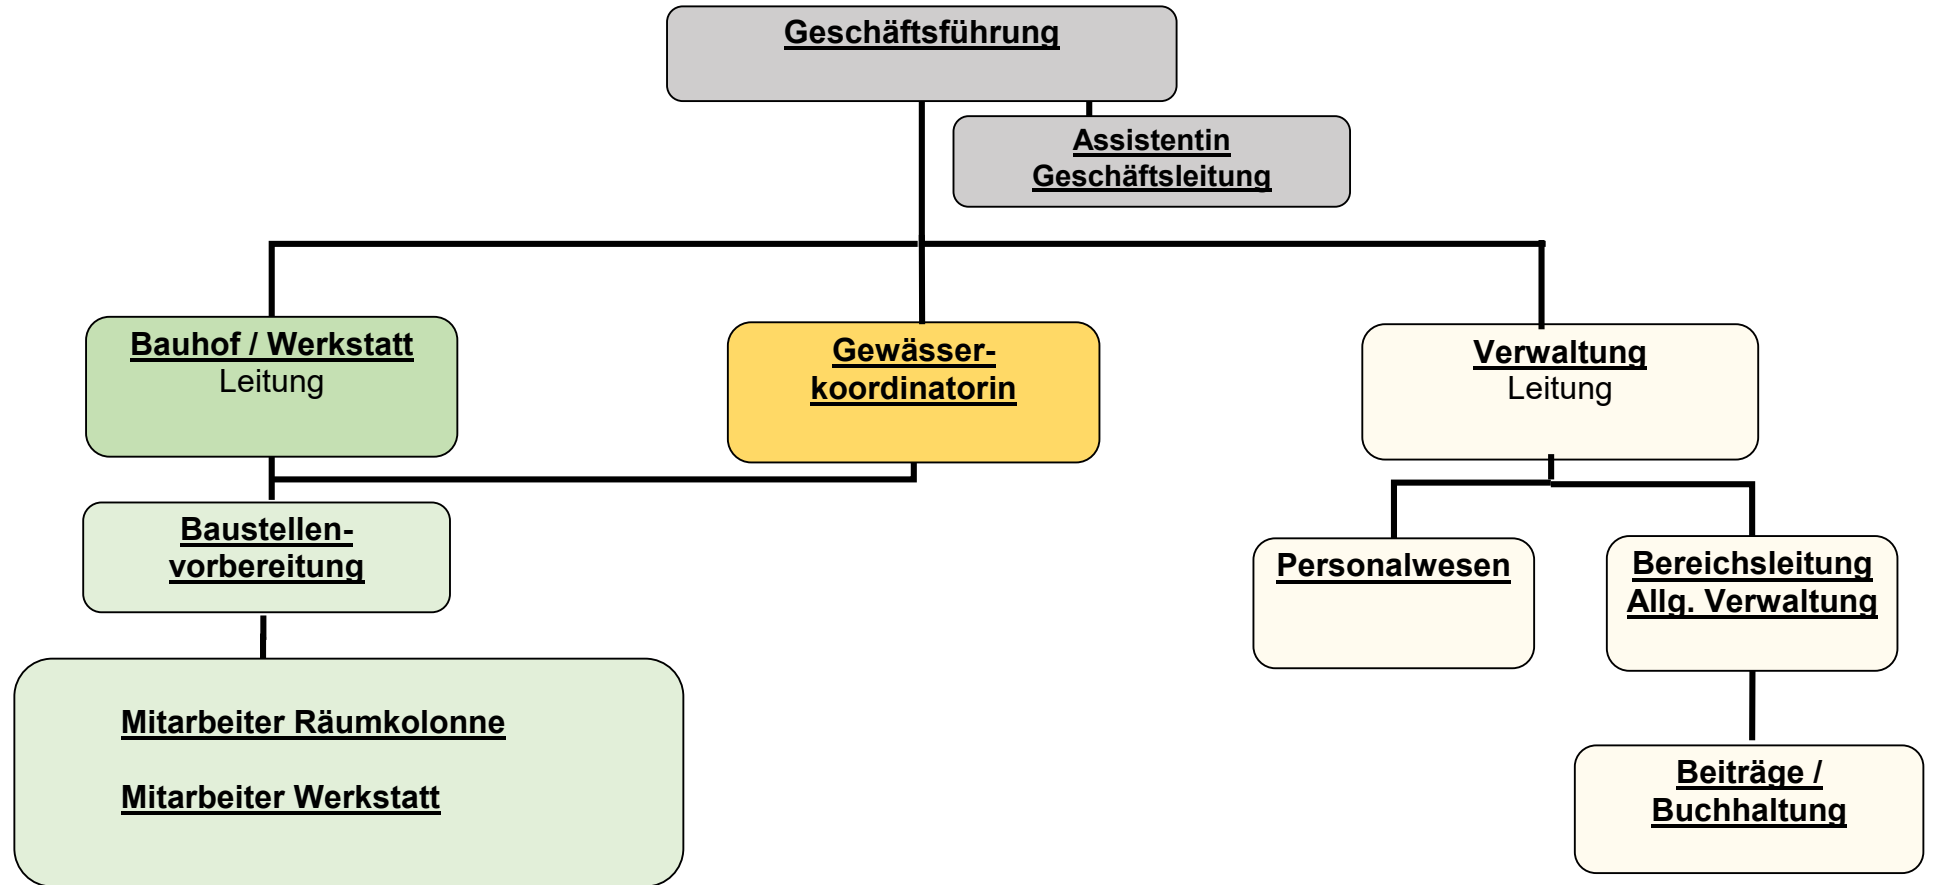 Geschäftsführung
Assistentin
Geschäftsleitung
Bauhof / Werkstatt
Leitung
Gewässer-
koordinatorin
Verwaltung
Leitung
Baustellen-
vorbereitung
Personalwesen
Bereichsleitung
Allg. Verwaltung
Mitarbeiter Räumkolonne
Mitarbeiter Werkstatt
Beiträge /
Buchhaltung